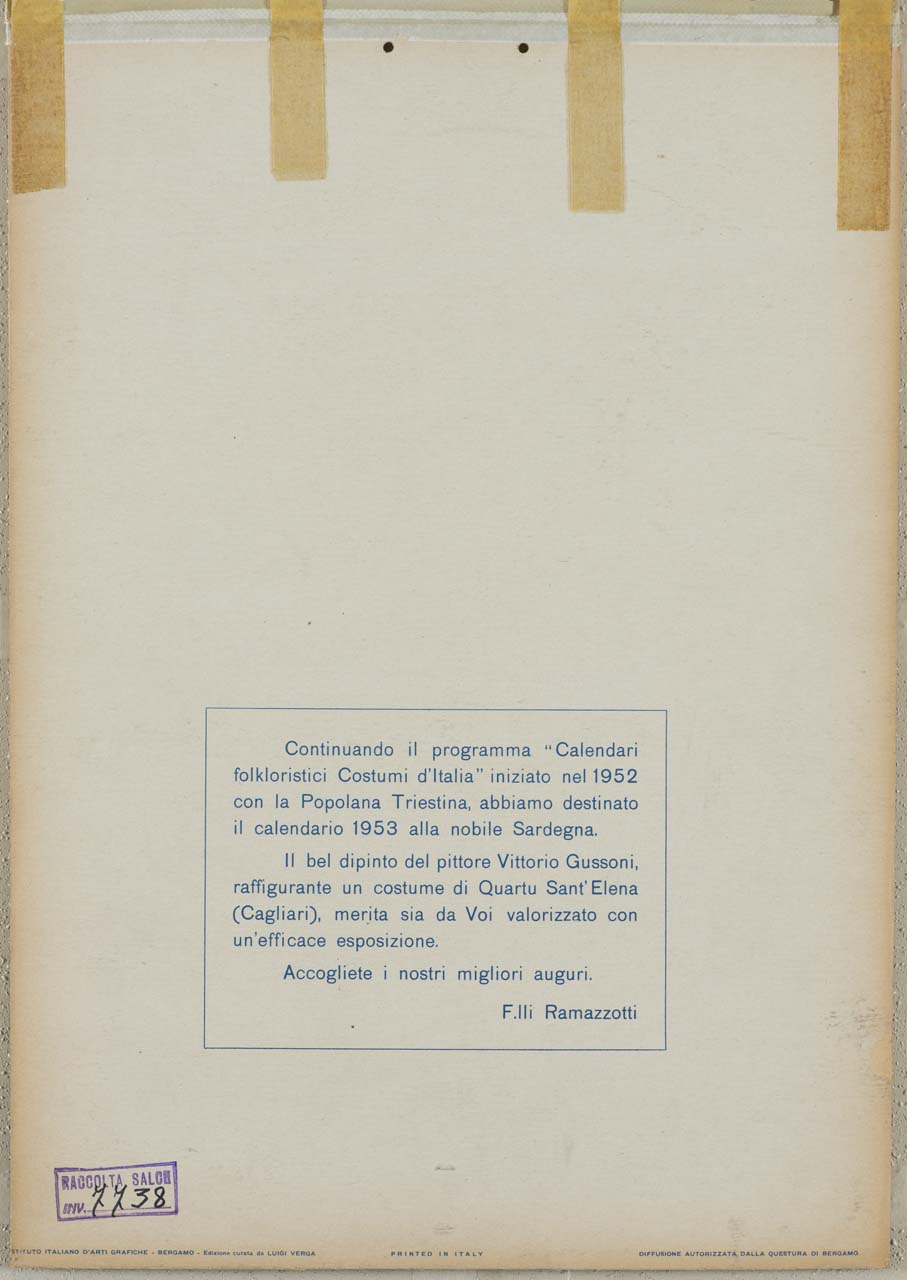 Continuando il programma “Calendari
folkloristici Costumi d'Italia” iniziato nel 1952
con la Popolana Triestina, abbiamo destinato
il calendario 1953 alla nobile Sardegna.
Il bel dipinto del pittore Vittorio Gussoni,
raffigurante un costume di Quartu Sant'Elena
(Cagliari), merita sia da Voi valorizzato con
un'efficace esposizione.
Accogliete i nostri migliori auguri.
F.lli Ramazzotti
RACCOLTA SALCE
INV. 7738
STITUTO ITALIANO D'ARTI GRAFICHE - BERGAMO - Edizione curata da LUIGI VERGA
PRINTED IN ITALY
DIFFUSIONE AUTORIZZATA DALLA QUESTURA DI BERGAMO